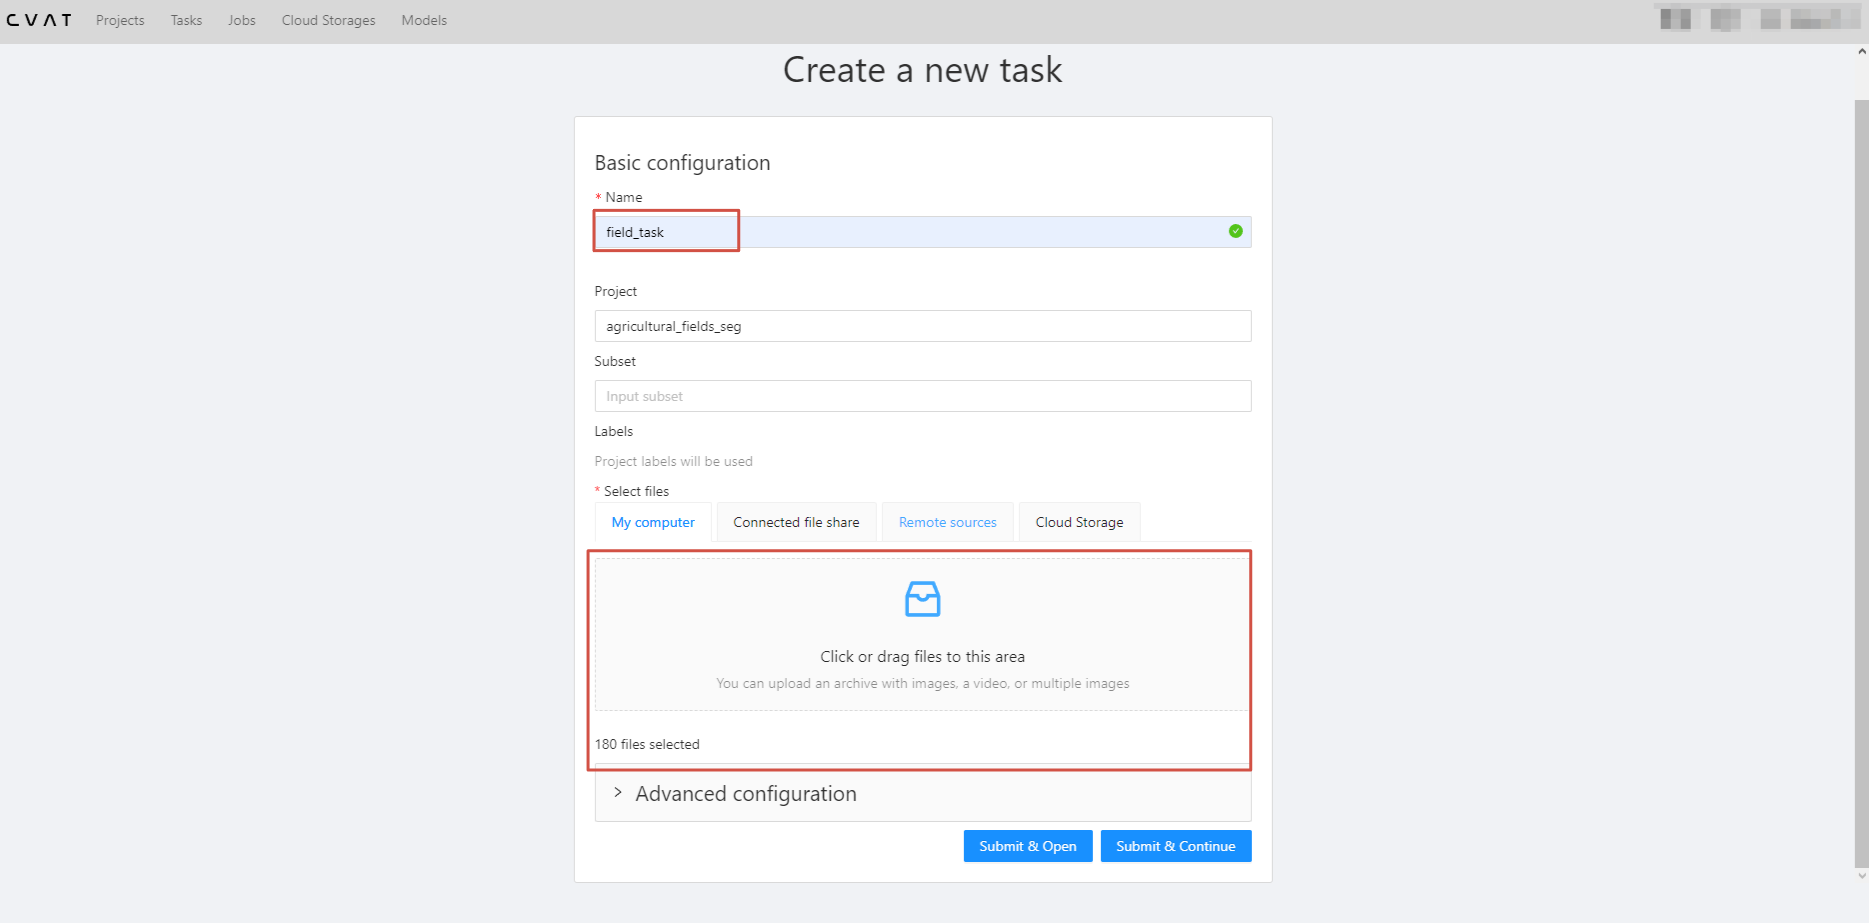 CVAT Projects Tasks Jobs Cloud Storages Models
Create a new task
Basic configuration
* Name
field_task
Project
agricultural_fields_seg
Subset
Input subset
Labels
Project labels will be used
* Select files
My computer Connected file share Remote sources Cloud Storage
Click or drag files to this area
You can upload an archive with images, a video, or multiple images
180 files selected
> Advanced configuration
Submit & Open Submit & Continue